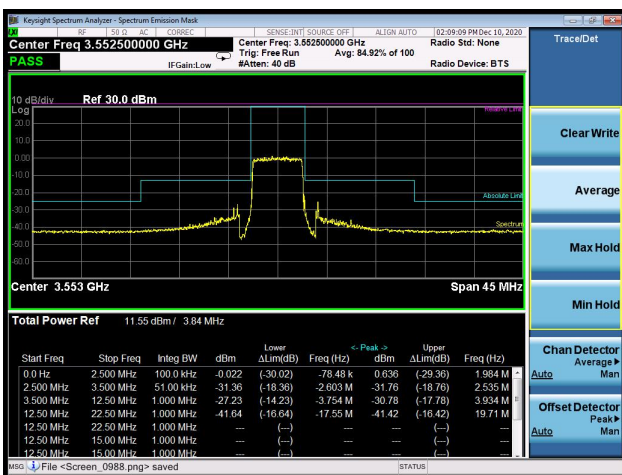 Keysight Spectrum Analyzer - Spectrum Emission Mask
RF 50 Ω AC CORREC SENSE:INT SOURCE OFF ALIGN AUTO 02:09:09 PM Dec 10, 2020
Center Freq 3.552500000 GHz Center Freq: 3.552500000 GHz Radio Std: None
Trig: Free Run Avg: 84.92% of 100
PASS IFGain:Low #Atten: 40 dB Radio Device: BTS
Trace/Det
10 dB/div Ref 30.0 dBm
Log
Relative Limit
20.0
10.0
0.00
-10.0
-20.0
Absolute Limit
-30.0
-40.0
Spectrum
-50.0
-60.0
Center 3.553 GHz Span 45 MHz
Clear Write
Average
Max Hold
Min Hold
Chan Detector
Average
Auto Man
Offset Detector
Peak
Auto Man
Total Power Ref 11.55 dBm / 3.84 MHz
Lower <- Peak -> Upper
Start Freq Stop Freq Integ BW dBm ΔLim(dB) Freq (Hz) dBm ΔLim(dB) Freq (Hz)
0.0 Hz 2.500 MHz 100.0 kHz -0.022 (-30.02) -78.48 k 0.636 (-29.36) 1.984 M
2.500 MHz 3.500 MHz 51.00 kHz -31.36 (-18.36) -2.603 M -31.76 (-18.76) 2.535 M
3.500 MHz 12.50 MHz 1.000 MHz -27.23 (-14.23) -3.754 M -30.78 (-17.78) 3.934 M
12.50 MHz 22.50 MHz 1.000 MHz -41.64 (-16.64) -17.55 M -41.42 (-16.42) 19.71 M
12.50 MHz 22.50 MHz 1.000 MHz --- (---) --- --- (---) ---
12.50 MHz 15.00 MHz 1.000 MHz --- (---) --- --- (---) ---
12.50 MHz 15.00 MHz 1.000 MHz --- (---) --- --- (---) ---
MSG File <Screen_0988.png> saved STATUS